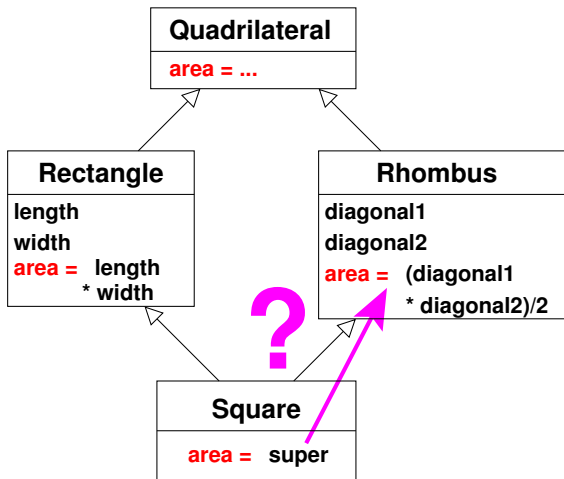 Quadrilateral
area = ...
Rectangle
length
width
area = length
* width
Rhombus
diagonal1
diagonal2
area = (diagonal1
* diagonal2)/2
?
Square
area = super